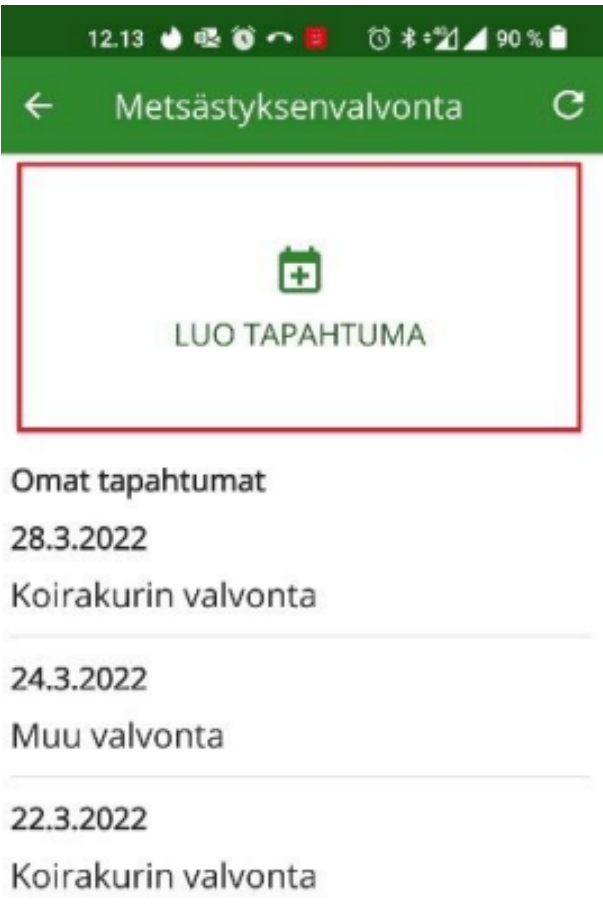 12.13 90 %
Metsästyksenvalvonta
LUO TAPAHTUMA
Omat tapahtumat
28.3.2022
Koirakurin valvonta
24.3.2022
Muu valvonta
22.3.2022
Koirakurin valvonta